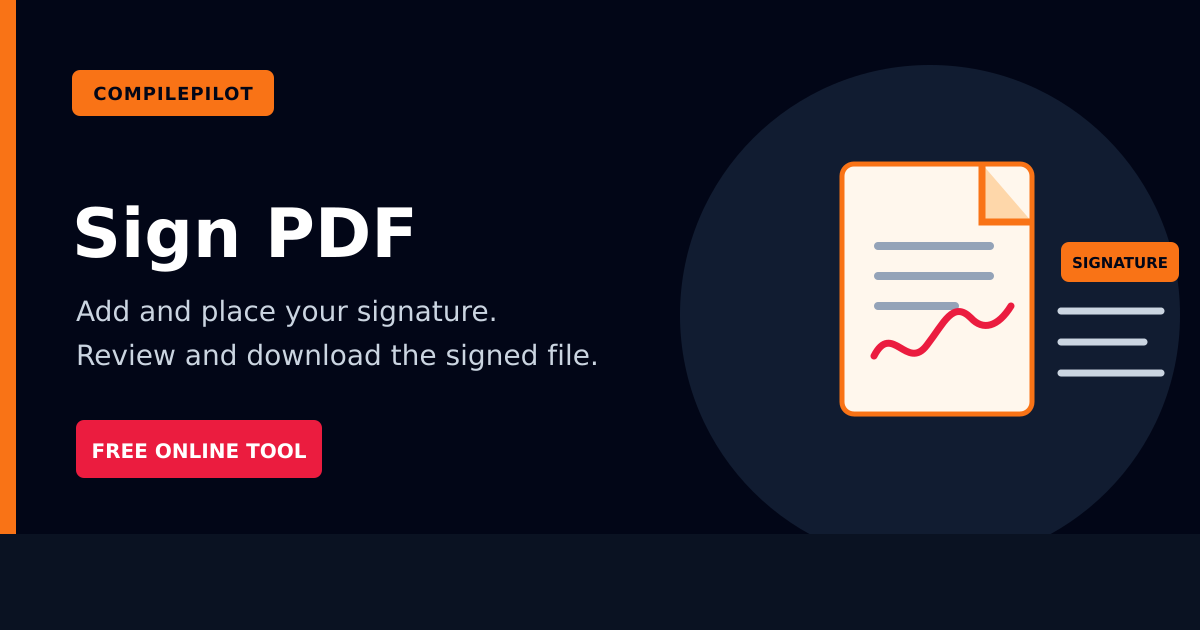 COMPILEPILOT
Sign PDF
Add and place your signature.
Review and download the signed file.
FREE ONLINE TOOL
SIGNATURE